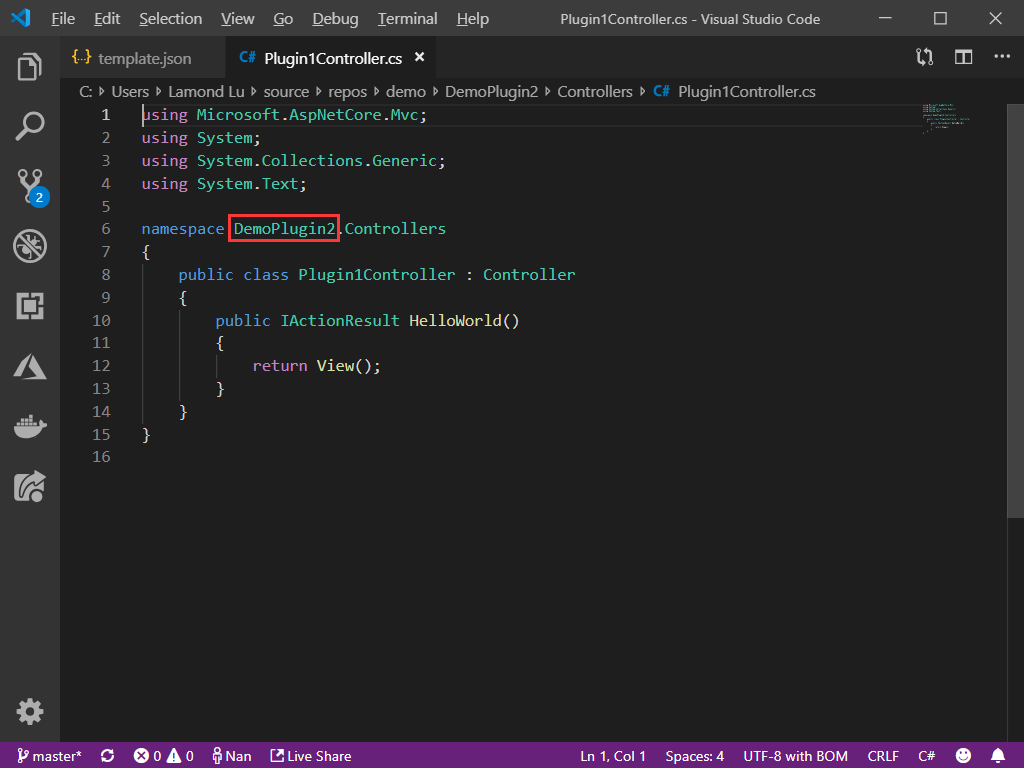 File Edit Selection View Go Debug Terminal Help Plugin1Controller.cs - Visual Studio Code
{..} template.json C# Plugin1Controller.cs ×
C: › Users › Lamond Lu › source › repos › demo › DemoPlugin2 › Controllers › C# Plugin1Controller.cs
1 using Microsoft.AspNetCore.Mvc;
2 using System;
3 using System.Collections.Generic;
4 using System.Text;
5
6 namespace DemoPlugin2.Controllers
7 {
8 public class Plugin1Controller : Controller
9 {
10 public IActionResult HelloWorld()
11 {
12 return View();
13 }
14 }
15 }
16
2
master* 0 0 Nan Live Share Ln 1, Col 1 Spaces: 4 UTF-8 with BOM CRLF C#